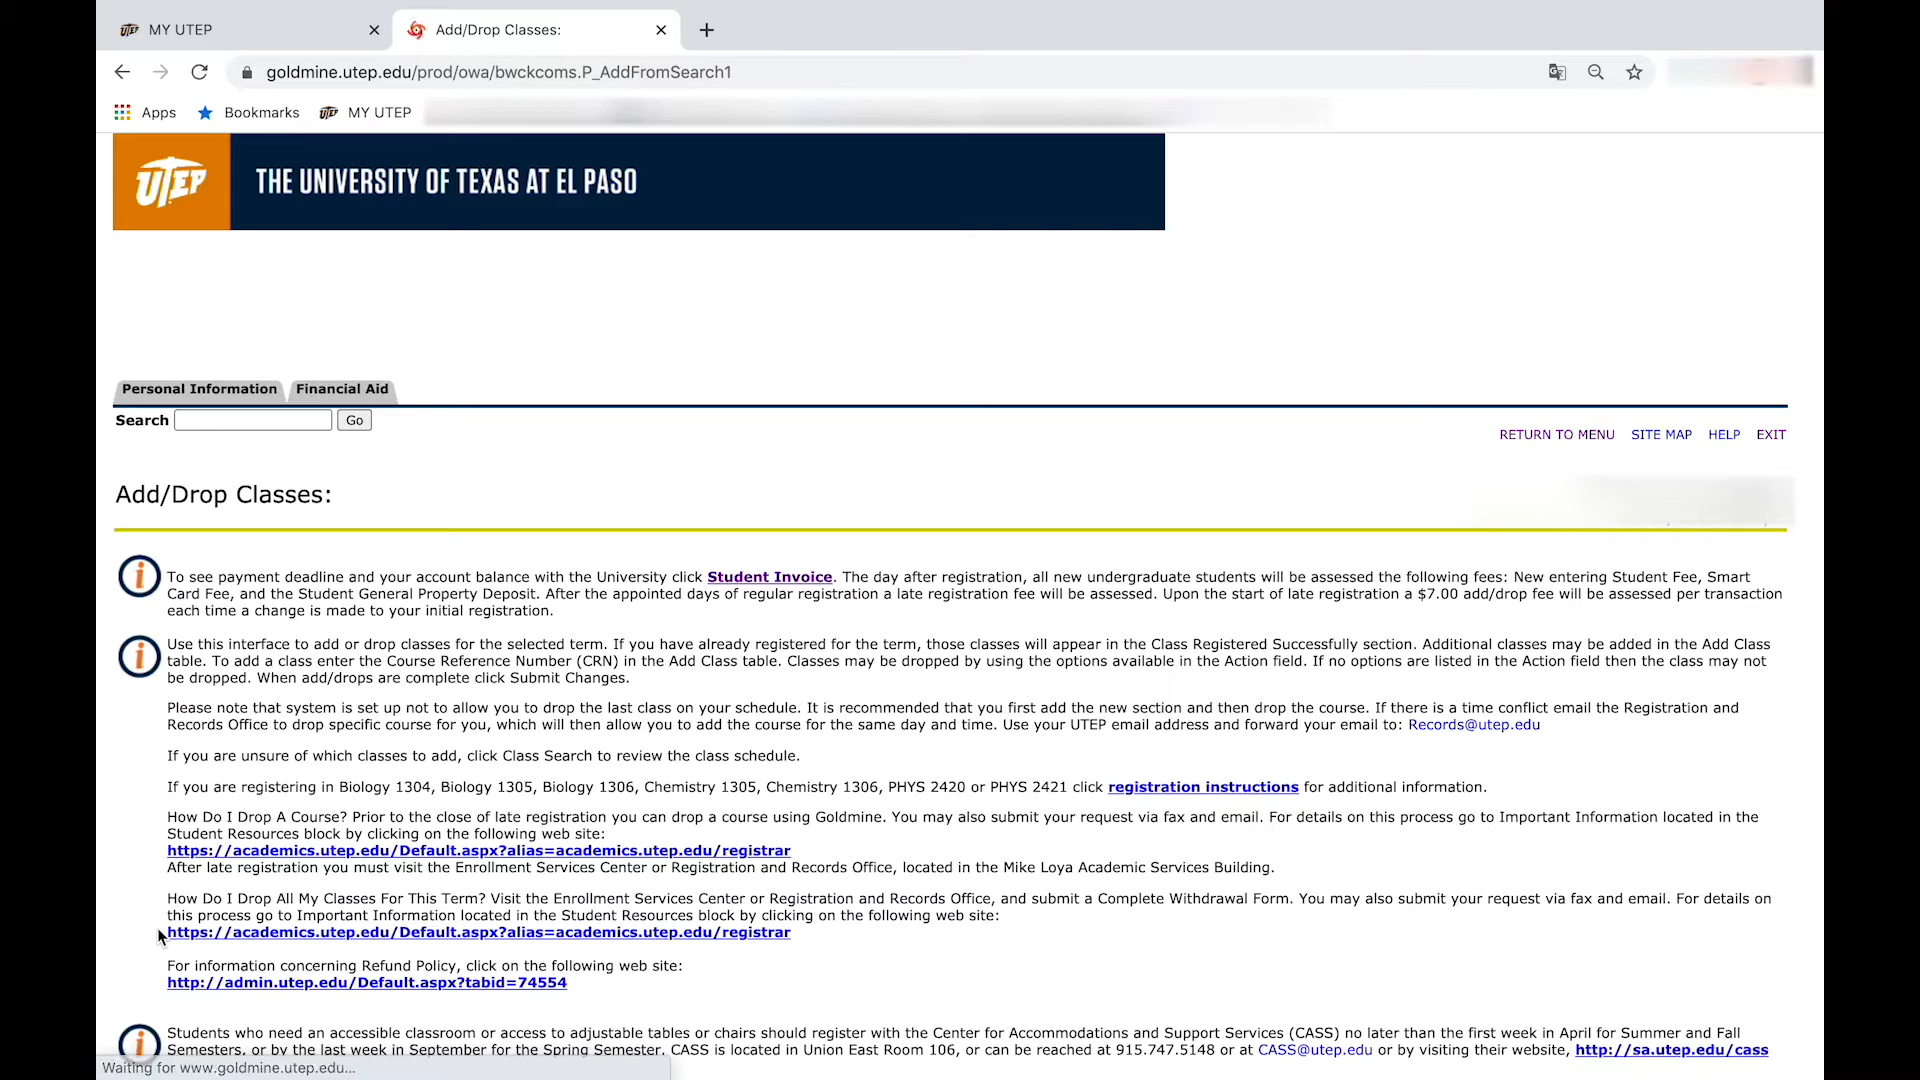 MY UTEP
Add/Drop Classes:
goldmine.utep.edu/prod/owa/bwckcoms.P_AddFromSearch1
Apps Bookmarks MY UTEP
UTEP THE UNIVERSITY OF TEXAS AT EL PASO
Personal Information Financial Aid
Search Go
RETURN TO MENU SITE MAP HELP EXIT
Add/Drop Classes:
To see payment deadline and your account balance with the University click Student Invoice. The day after registration, all new undergraduate students will be assessed the following fees: New entering Student Fee, Smart
Card Fee, and the Student General Property Deposit. After the appointed days of regular registration a late registration fee will be assessed. Upon the start of late registration a $7.00 add/drop fee will be assessed per transaction
each time a change is made to your initial registration.
Use this interface to add or drop classes for the selected term. If you have already registered for the term, those classes will appear in the Class Registered Successfully section. Additional classes may be added in the Add Class
table. To add a class enter the Course Reference Number (CRN) in the Add Class table. Classes may be dropped by using the options available in the Action field. If no options are listed in the Action field then the class may not
be dropped. When add/drops are complete click Submit Changes.
Please note that system is set up not to allow you to drop the last class on your schedule. It is recommended that you first add the new section and then drop the course. If there is a time conflict email the Registration and
Records Office to drop specific course for you, which will then allow you to add the course for the same day and time. Use your UTEP email address and forward your email to: Records@utep.edu
If you are unsure of which classes to add, click Class Search to review the class schedule.
If you are registering in Biology 1304, Biology 1305, Biology 1306, Chemistry 1305, Chemistry 1306, PHYS 2420 or PHYS 2421 click registration instructions for additional information.
How Do I Drop A Course? Prior to the close of late registration you can drop a course using Goldmine. You may also submit your request via fax and email. For details on this process go to Important Information located in the
Student Resources block by clicking on the following web site:
https://academics.utep.edu/Default.aspx?alias=academics.utep.edu/registrar
After late registration you must visit the Enrollment Services Center or Registration and Records Office, located in the Mike Loya Academic Services Building.
How Do I Drop All My Classes For This Term? Visit the Enrollment Services Center or Registration and Records Office, and submit a Complete Withdrawal Form. You may also submit your request via fax and email. For details on
this process go to Important Information located in the Student Resources block by clicking on the following web site:
https://academics.utep.edu/Default.aspx?alias=academics.utep.edu/registrar
For information concerning Refund Policy, click on the following web site:
http://admin.utep.edu/Default.aspx?tabid=74554
Students who need an accessible classroom or access to adjustable tables or chairs should register with the Center for Accommodations and Support Services (CASS) no later than the first week in April for Summer and Fall
Semesters, or by the last week in September for the Spring Semester. CASS is located in Union East Room 106, or can be reached at 915.747.5148 or at CASS@utep.edu or by visiting their website, http://sa.utep.edu/cass
Waiting for www.goldmine.utep.edu...